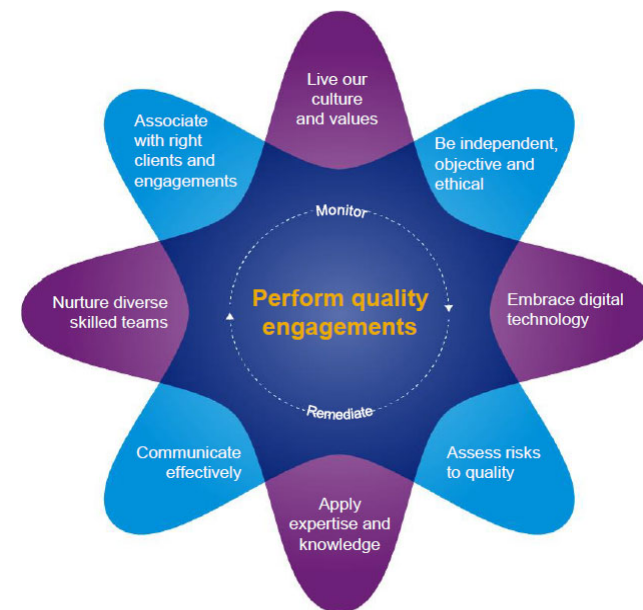 Live our
culture
and values
Be independent,
objective and
ethical
Embrace digital
technology
Assess risks
to quality
Apply
expertise and
knowledge
Communicate
effectively
Nurture diverse
skilled teams
Associate
with right
clients and
engagements
Monitor
Perform quality
engagements
Remediate